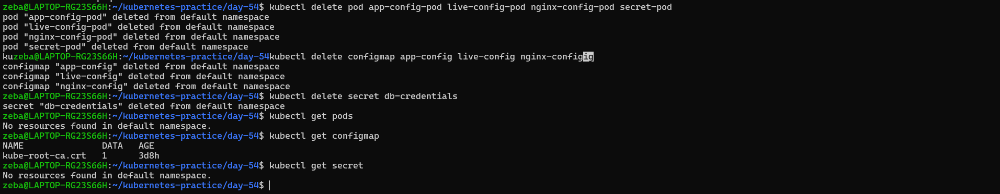 zeba@LAPTOP-RG23S66H:~/kubernetes-practice/day-54$ kubectl delete pod app-config-pod live-config-pod nginx-config-pod secret-pod
pod "app-config-pod" deleted from default namespace
pod "live-config-pod" deleted from default namespace
pod "nginx-config-pod" deleted from default namespace
pod "secret-pod" deleted from default namespace
kuzeba@LAPTOP-RG23S66H:~/kubernetes-practice/day-54kubectl delete configmap app-config live-config nginx-configig
configmap "app-config" deleted from default namespace
configmap "live-config" deleted from default namespace
configmap "nginx-config" deleted from default namespace
zeba@LAPTOP-RG23S66H:~/kubernetes-practice/day-54$ kubectl delete secret db-credentials
secret "db-credentials" deleted from default namespace
zeba@LAPTOP-RG23S66H:~/kubernetes-practice/day-54$ kubectl get pods
No resources found in default namespace.
zeba@LAPTOP-RG23S66H:~/kubernetes-practice/day-54$ kubectl get configmap
NAME               DATA   AGE
kube-root-ca.crt   1      3d8h
zeba@LAPTOP-RG23S66H:~/kubernetes-practice/day-54$ kubectl get secret
No resources found in default namespace.
zeba@LAPTOP-RG23S66H:~/kubernetes-practice/day-54$